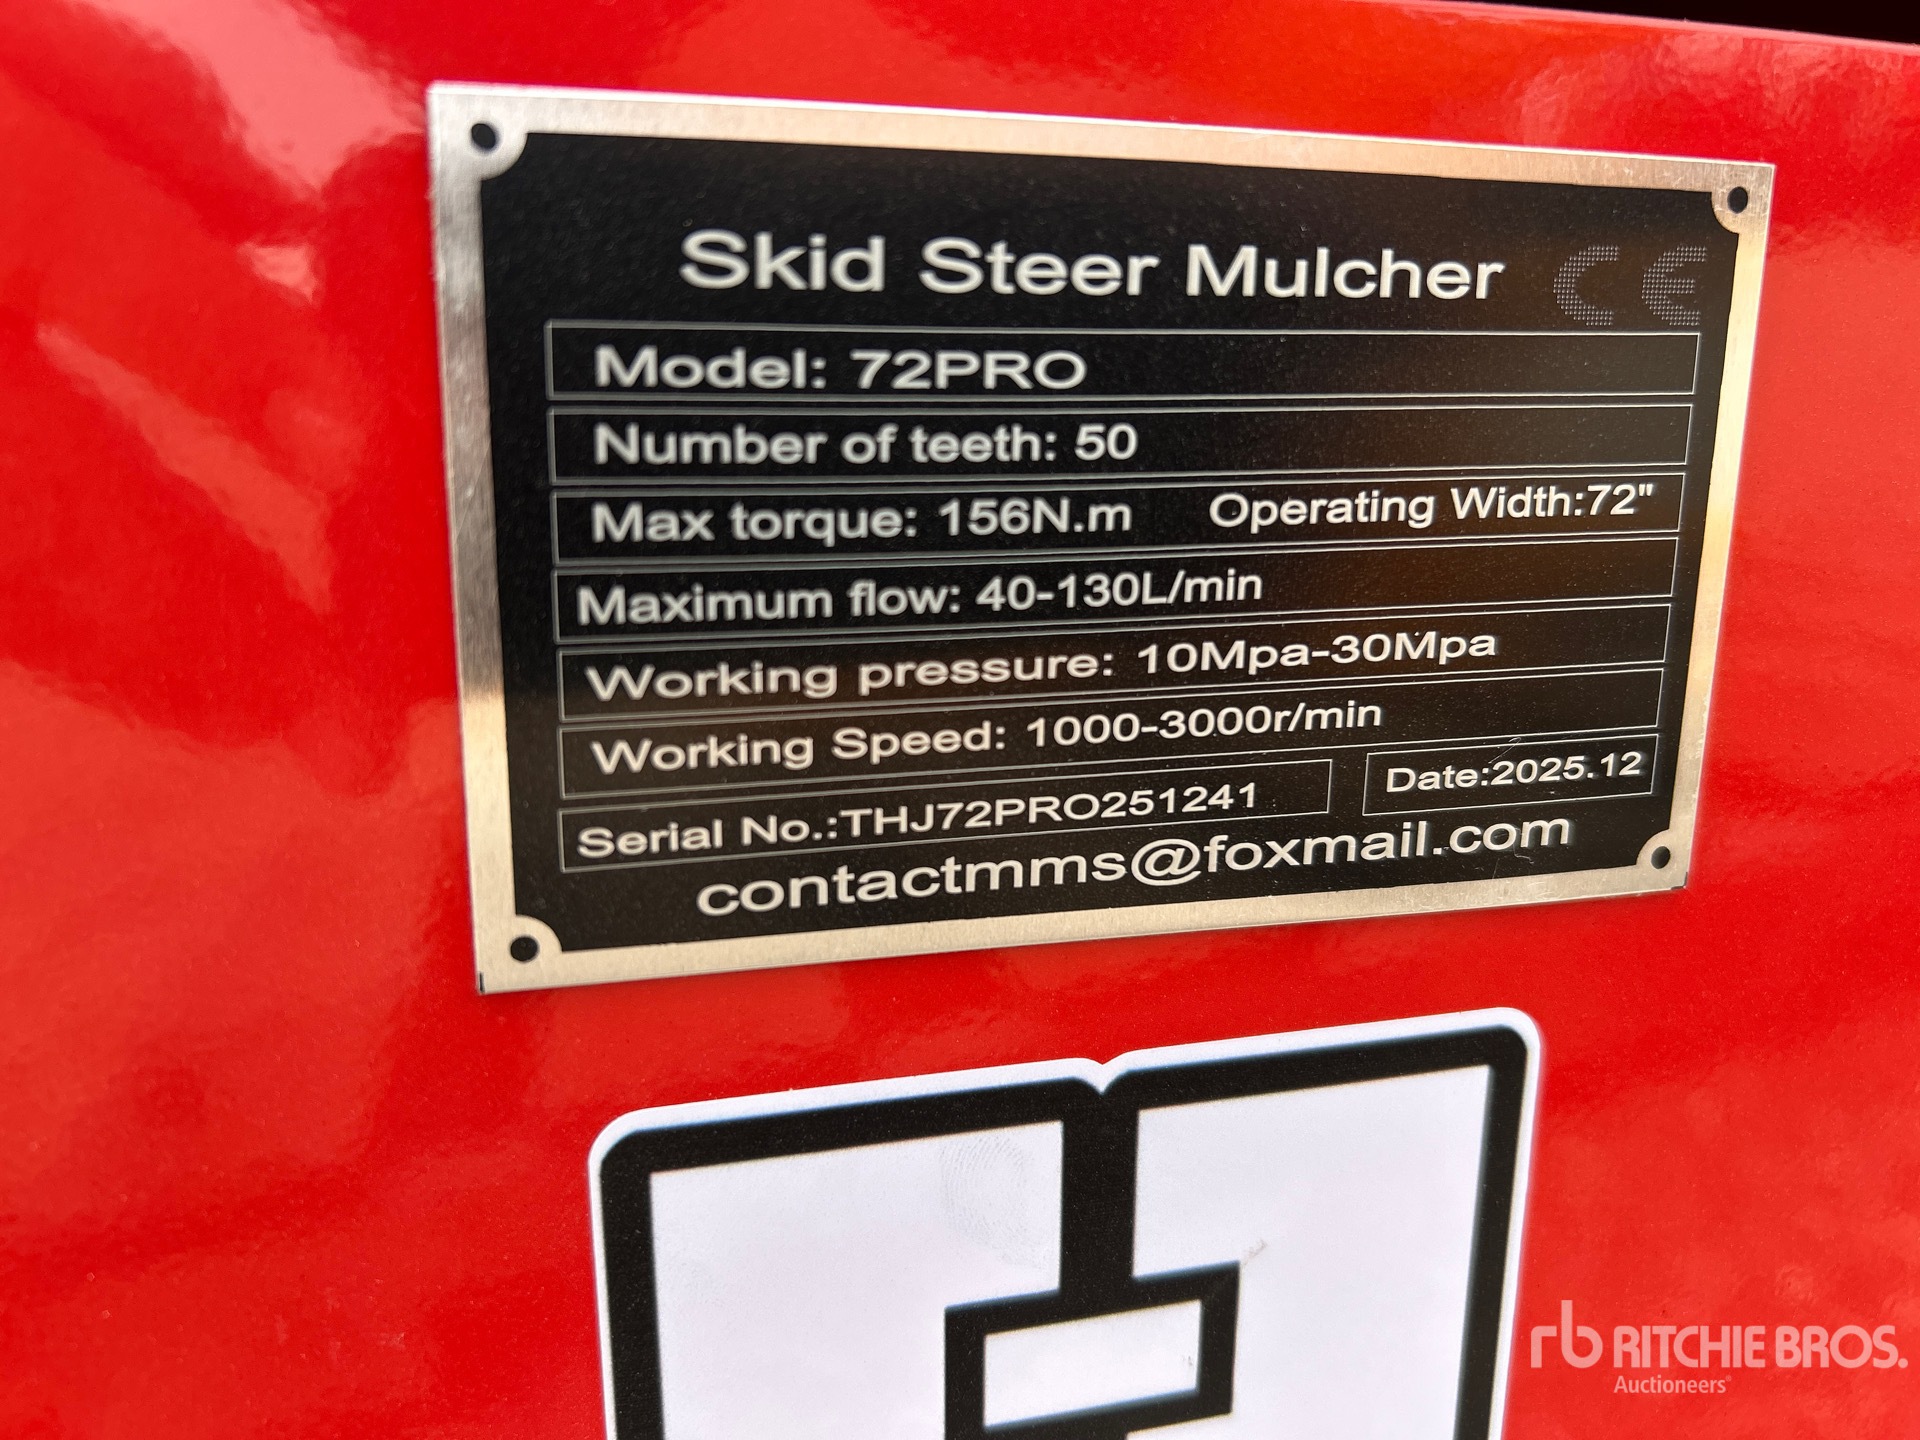 Skid Steer Mulcher CE
Model: 72PRO
Number of teeth: 50
Max torque: 156N.m Operating Width:72"
Maximum flow: 40-130L/min
Working pressure: 10Mpa-30Mpa
Working Speed: 1000-3000r/min
Serial No.:THJ72PRO251241 Date:2025.12
contactmms@foxmail.com
rb RITCHIE BROS.
Auctioneers